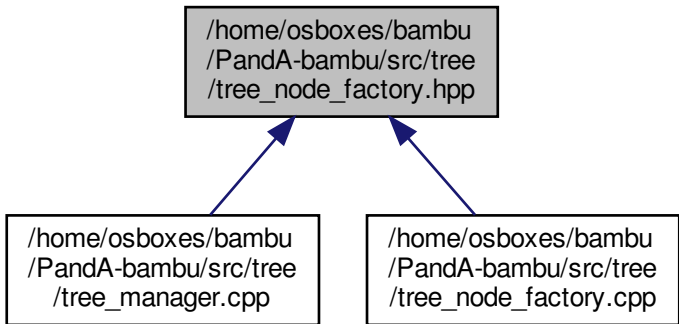 /home/osboxes/bambu
/PandA-bambu/src/tree
/tree_node_factory.hpp
/home/osboxes/bambu
/PandA-bambu/src/tree
/tree_manager.cpp
/home/osboxes/bambu
/PandA-bambu/src/tree
/tree_node_factory.cpp